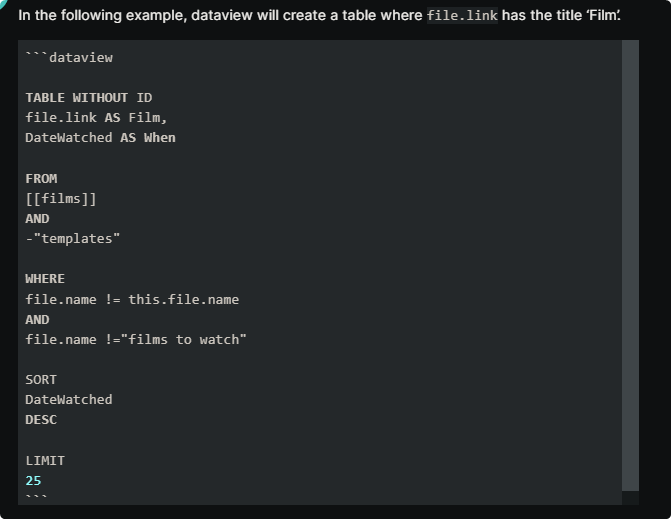 In the following example, dataview will create a table where file.link has the title ‘Film’.
```dataview
TABLE WITHOUT ID
file.link AS Film,
DateWatched AS When
FROM
[[films]]
AND
-"templates"
WHERE
file.name != this.file.name
AND
file.name !="films to watch"
SORT
DateWatched
DESC
LIMIT
25
```